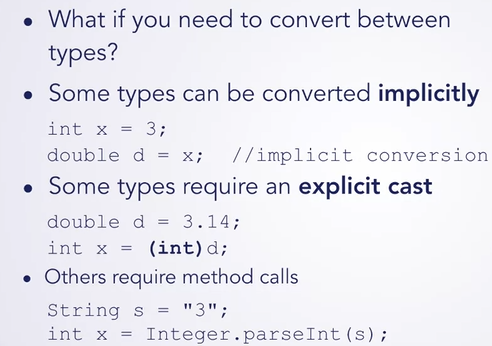 • What if you need to convert between
types?
• Some types can be converted implicitly
int x = 3;
double d = x;  //implicit conversion
• Some types require an explicit cast
double d = 3.14;
int x = (int)d;
• Others require method calls
String s = "3";
int x = Integer.parseInt(s);